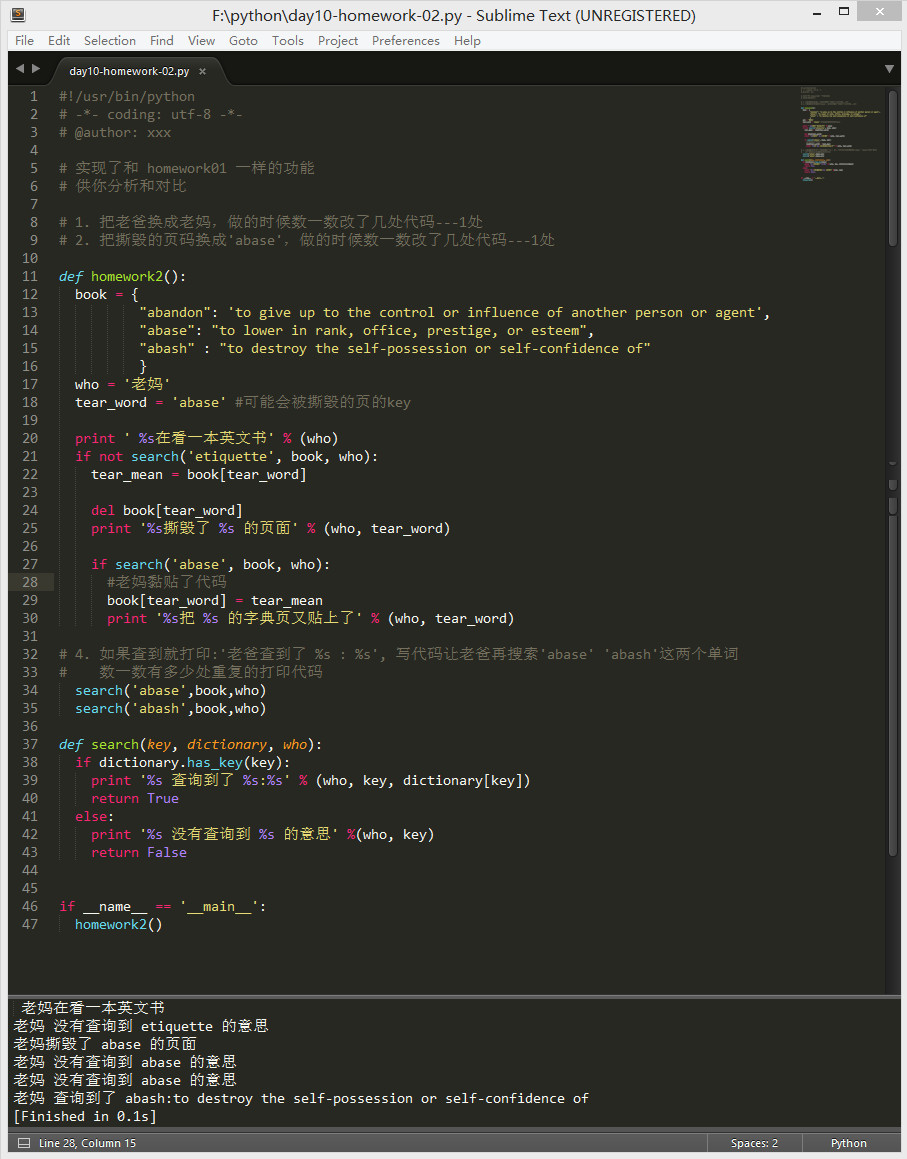 F:\python\day10-homework-02.py - Sublime Text (UNREGISTERED)
File Edit Selection Find View Goto Tools Project Preferences Help
day10-homework-02.py ×
1 #!/usr/bin/python
2 # -*- coding: utf-8 -*-
3 # @author: xxx
4
5 # 实现了和 homework01 一样的功能
6 # 供你分析和对比
7
8 # 1. 把老爸换成老妈，做的时候数一数改了几处代码---1处
9 # 2. 把撕毁的页码换成'abase'，做的时候数一数改了几处代码---1处
10
11 def homework2():
12   book = {
13           "abandon": 'to give up to the control or influence of another person or agent',
14           "abase": "to lower in rank, office, prestige, or esteem",
15           "abash" : "to destroy the self-possession or self-confidence of"
16           }
17   who = '老妈'
18   tear_word = 'abase' #可能会被撕毁的页的key
19
20   print ' %s在看一本英文书' % (who)
21   if not search('etiquette', book, who):
22     tear_mean = book[tear_word]
23
24     del book[tear_word]
25     print '%s撕毁了 %s 的页面' % (who, tear_word)
26
27     if search('abase', book, who):
28       #老妈黏贴了代码
29       book[tear_word] = tear_mean
30       print '%s把 %s 的字典页又贴上了' % (who, tear_word)
31
32 # 4. 如果查到就打印:'老爸查到了 %s : %s', 写代码让老爸再搜索'abase' 'abash'这两个单词
33 #    数一数有多少处重复的打印代码
34   search('abase',book,who)
35   search('abash',book,who)
36
37 def search(key, dictionary, who):
38   if dictionary.has_key(key):
39     print '%s 查询到了 %s:%s' % (who, key, dictionary[key])
40     return True
41   else:
42     print '%s 没有查询到 %s 的意思' %(who, key)
43     return False
44
45
46 if __name__ == '__main__':
47   homework2()
 老妈在看一本英文书
老妈 没有查询到 etiquette 的意思
老妈撕毁了 abase 的页面
老妈 没有查询到 abase 的意思
老妈 没有查询到 abase 的意思
老妈 查询到了 abash:to destroy the self-possession or self-confidence of
[Finished in 0.1s]
Line 28, Column 15 Spaces: 2 Python